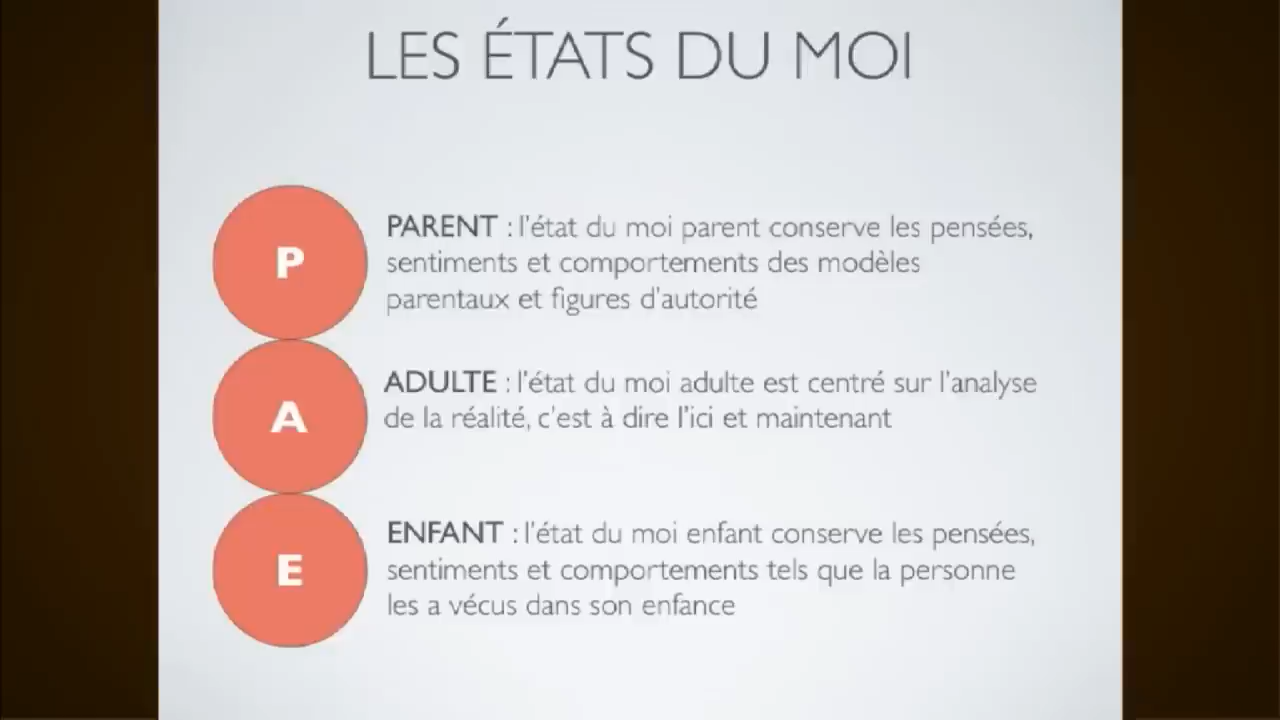 LES ÉTATS DU MOI
P
PARENT : l'état du moi parent conserve les pensées,
sentiments et comportements des modèles
parentaux et figures d'autorité
A
ADULTE : l'état du moi adulte est centré sur l'analyse
de la réalité, c'est à dire l'ici et maintenant
E
ENFANT : l'état du moi enfant conserve les pensées,
sentiments et comportements tels que la personne
les a vécus dans son enfance